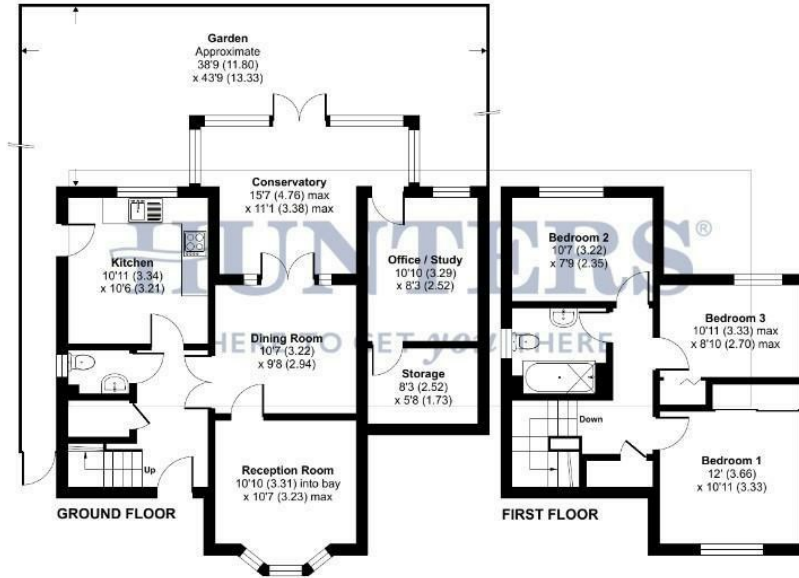 Garden
Approximate
38'9 (11.80)
x 43'9 (13.33)
Conservatory
15'7 (4.76) max
x 11'1 (3.38) max
Kitchen
10'11 (3.34)
x 10'6 (3.21)
Office / Study
10'10 (3.29)
x 8'3 (2.52)
Dining Room
10'7 (3.22)
x 9'8 (2.94)
Storage
8'3 (2.52)
x 5'8 (1.73)
Up
Reception Room
10'10 (3.31) into bay
x 10'7 (3.23) max
GROUND FLOOR
Bedroom 2
10'7 (3.22)
x 7'9 (2.35)
Bedroom 3
10'11 (3.33) max
x 8'10 (2.70) max
Down
Bedroom 1
12' (3.66)
x 10'11 (3.33)
FIRST FLOOR
HUNTERS®
HERE TO GET you THERE